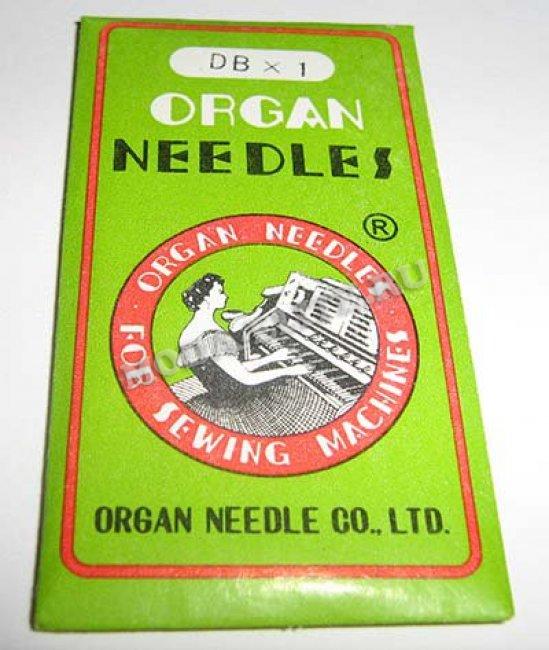 DB × 1
ORGAN
NEEDLES
®
ORGAN NEEDLES
FOR SEWING MACHINES
ORGAN NEEDLE CO., LTD.